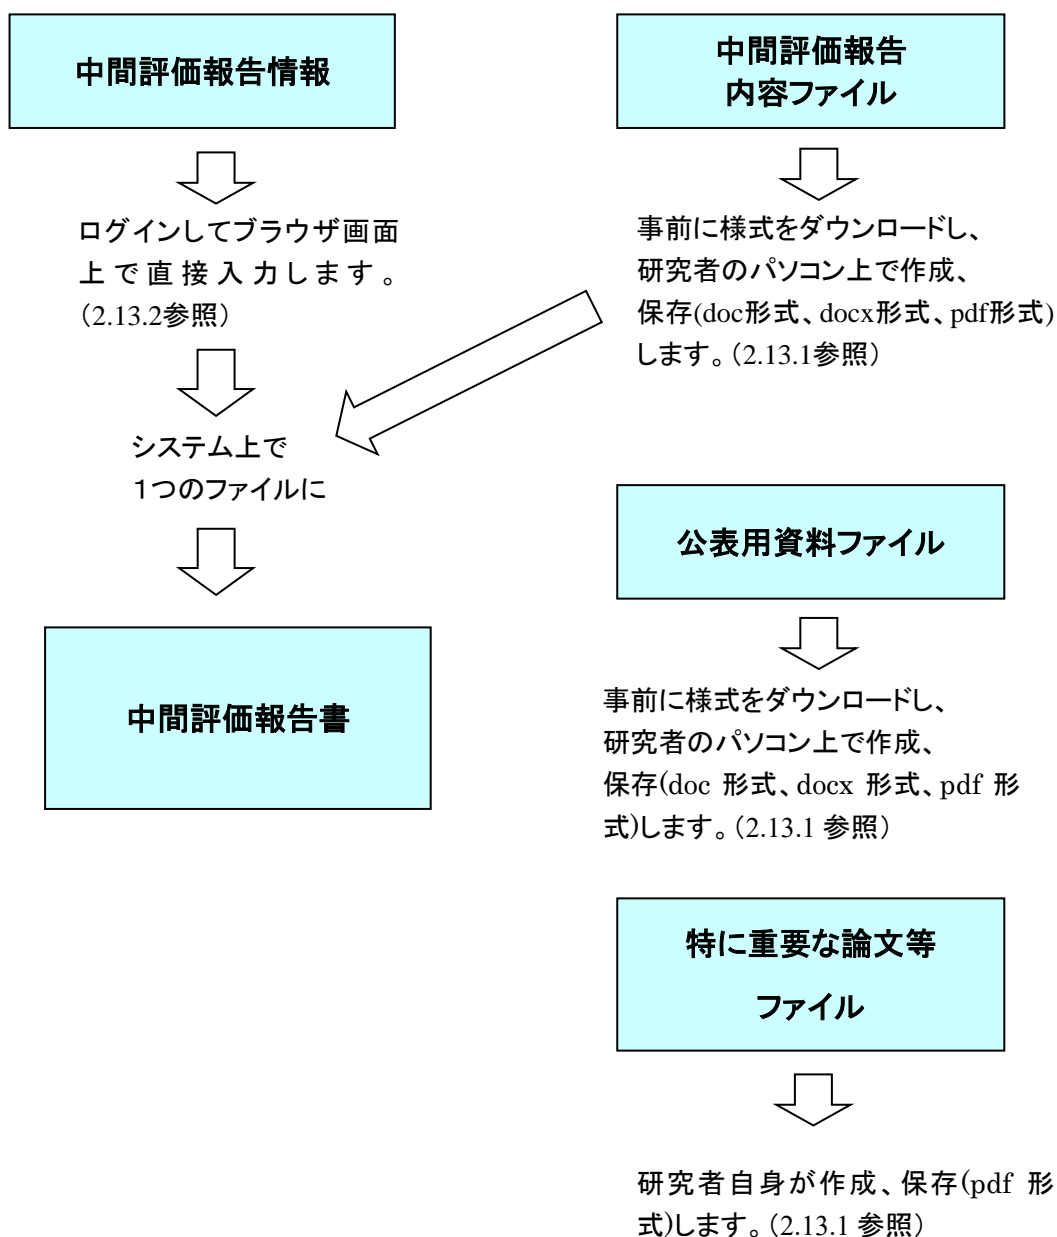 中間評価報告情報
ログインしてブラウザ画面
上で直接入力します。
（2.13.2参照）
システム上で
１つのファイルに
中間評価報告書
中間評価報告
内容ファイル
事前に様式をダウンロードし、
研究者のパソコン上で作成、
保存(doc形式、docx形式、pdf形式)
します。（2.13.1参照）
公表用資料ファイル
事前に様式をダウンロードし、
研究者のパソコン上で作成、
保存(doc 形式、docx 形式、pdf 形
式)します。（2.13.1 参照）
特に重要な論文等
ファイル
研究者自身が作成、保存(pdf 形
式)します。（2.13.1 参照）